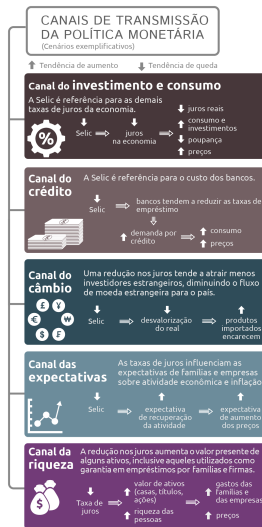 CANAIS DE TRANSMISSÃO
DA POLÍTICA MONETÁRIA
(Cenários exemplificativos)
Tendência de aumento
Tendência de queda
Canal do investimento e consumo
A Selic é referência para as demais
taxas de juros da economia.
%
Selic
juros
na economia
juros reais
consumo e
investimentos
poupança
preços
Canal do
crédito
A Selic é referência para o custo dos bancos.
Selic
bancos tendem a reduzir as taxas de
empréstimo
demanda por
crédito
consumo
preços
Canal do
câmbio
Uma redução nos juros tende a atrair menos
investidores estrangeiros, diminuindo o fluxo
de moeda estrangeira para o país.
£ ¥
€ ₩
$ ₣
Selic
desvalorização
do real
produtos
importados
encarecem
Canal das
expectativas
As taxas de juros influenciam as
expectativas de famílias e empresas
sobre atividade econômica e inflação
Selic
expectativa
de recuperação
da atividade
expectativa
de aumento
dos preços
Canal da
riqueza
A redução nos juros aumenta o valor presente de
alguns ativos, inclusive aqueles utilizados como
garantia em empréstimos por famílias e firmas.
$
Taxa de
juros
valor de ativos
(casas, títulos,
ações)
riqueza das
pessoas
gastos das
famílias e
das empresas
preços